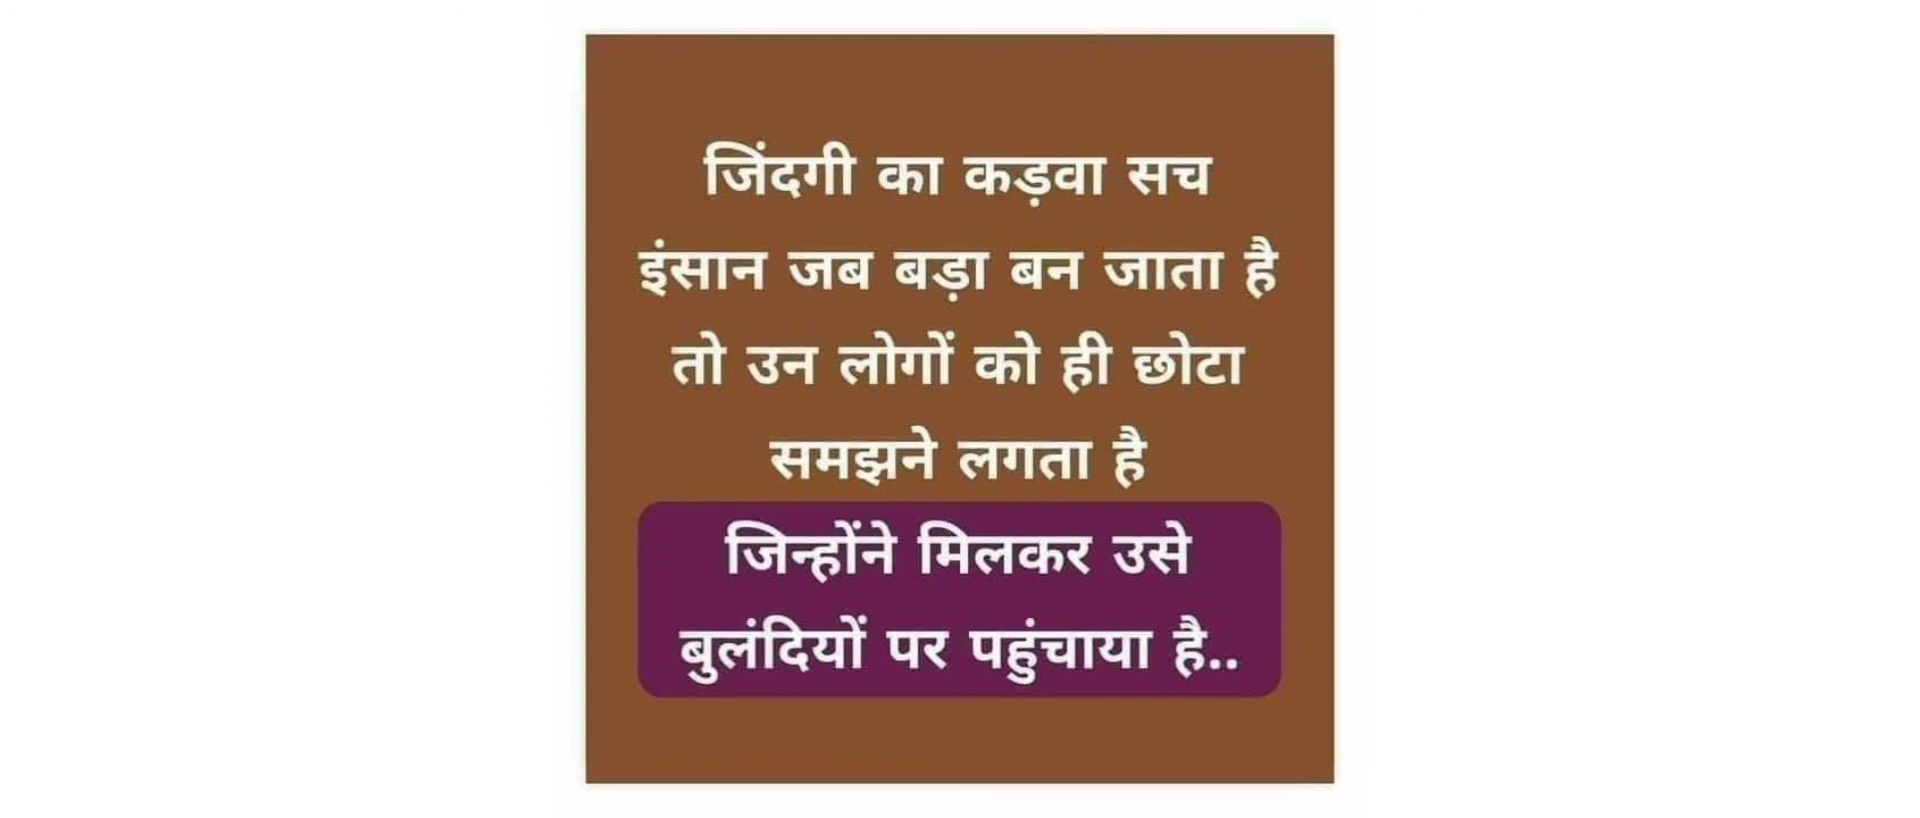 जिंदगी का कड़वा सच
इंसान जब बड़ा बन जाता है
तो उन लोगों को ही छोटा
समझने लगता है
जिन्होंने मिलकर उसे
बुलंदियों पर पहुंचाया है..